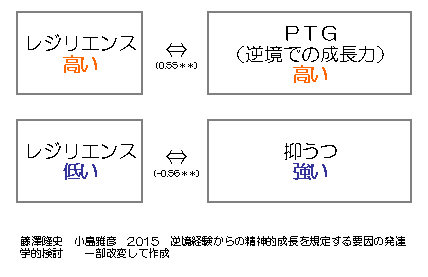 レジリエンス
高い
⇔
(0.55**)
PTG
(逆境での成長力)
高い
レジリエンス
低い
⇔
(-0.56**)
抑うつ
強い
藤澤隆史 小島雅彦 2015 逆境経験からの精神的成長を規定する要因の発達
学的検討 一部改変して作成